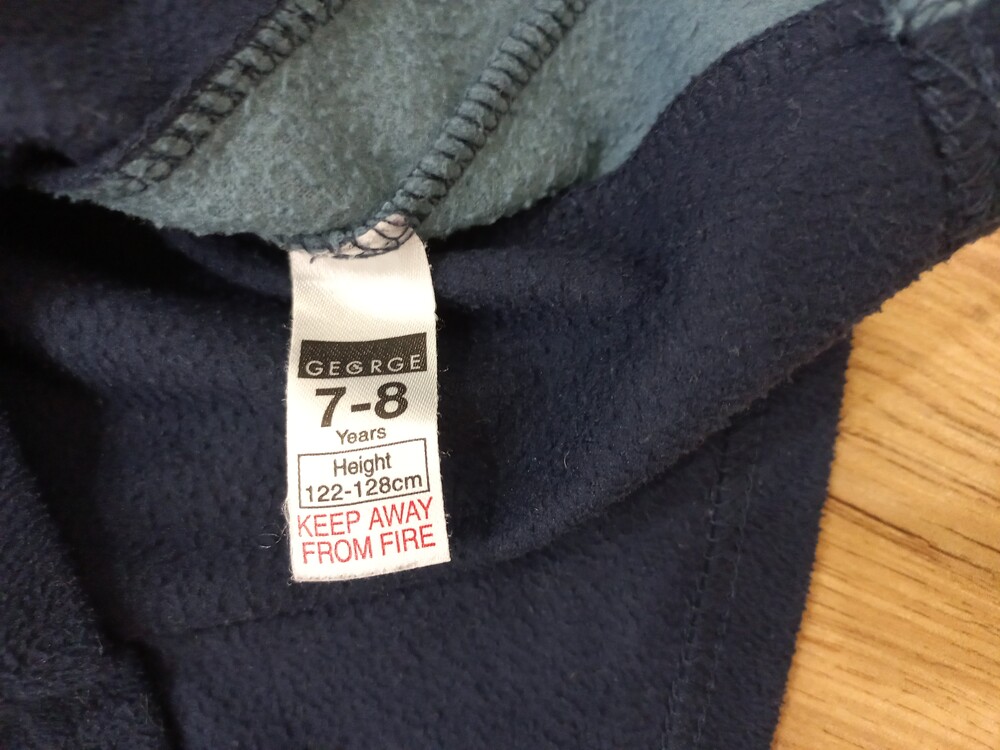 GEORGE
7-8
Years
Height
122-128cm
KEEP AWAY
FROM FIRE